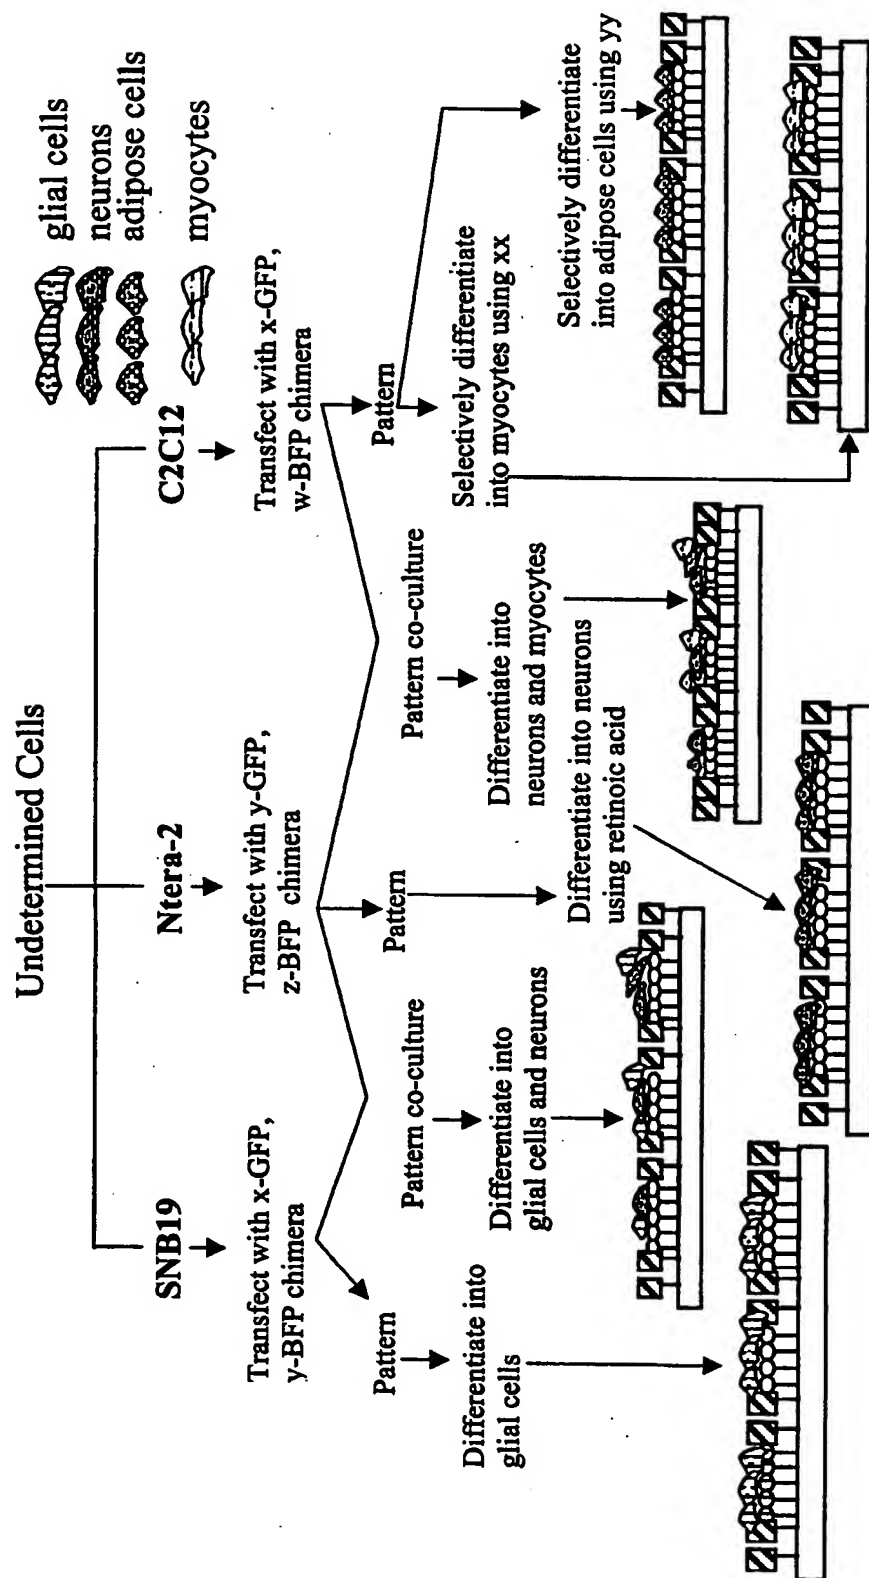 Undetermined Cells
glial cells
neurons
adipose cells
myocytes
SNB19
Ntera-2
C2C12
Transfect with x-GFP,
y-BFP chimera
Transfect with y-GFP,
z-BFP chimera
Transfect with x-GFP,
w-BFP chimera
Pattern
Pattern co-culture
Pattern
Pattern co-culture
Pattern
Differentiate into
glial cells
Differentiate into
glial cells and neurons
Differentiate into neurons
using retinoic acid
Differentiate into
neurons and myocytes
Selectively differentiate
into myocytes using xx
Selectively differentiate
into adipose cells using yy